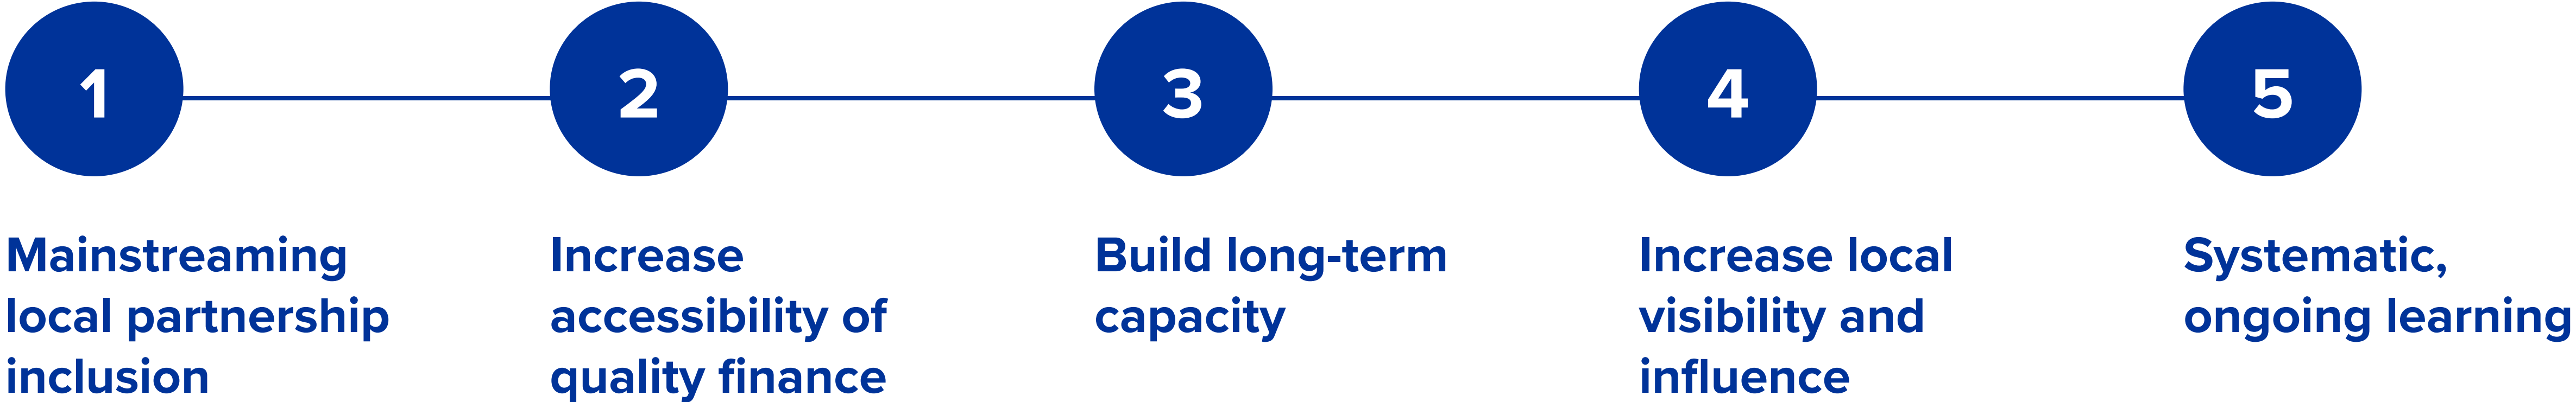 1
Mainstreaming
local partnership
inclusion
2
Increase
accessibility of
quality finance
3
Build long-term
capacity
4
Increase local
visibility and
influence
5
Systematic,
ongoing learning